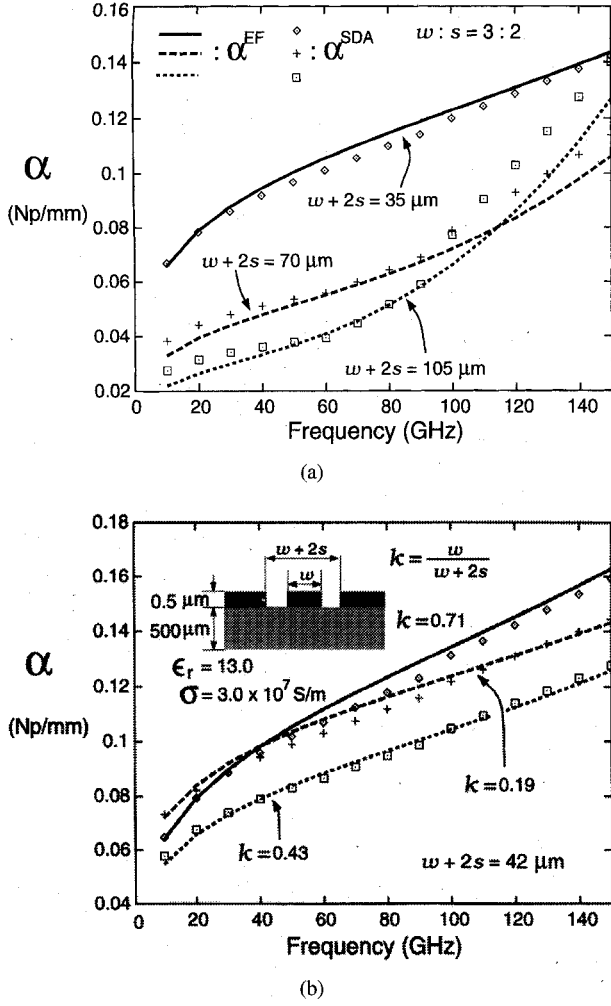 0.14
0.12
0.1
0.08
0.06
0.04
0.02
α
(Np/mm)
: α^EF
: α^SDA
w : s = 3 : 2
w + 2s = 35 μm
w + 2s = 70 μm
w + 2s = 105 μm
0 20 40 60 80 100 120 140
Frequency (GHz)
(a)
0.18
0.16
0.14
0.12
0.1
0.08
0.06
0.04
α
(Np/mm)
w + 2s
w
0.5 μm
500 μm
k = w / (w + 2s)
k = 0.71
ϵr = 13.0
σ = 3.0 x 10^7 S/m
k = 0.19
k = 0.43
w + 2s = 42 μm
0 20 40 60 80 100 120 140
Frequency (GHz)
(b)